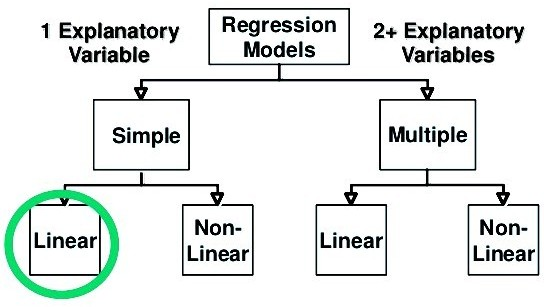 1 Explanatory
Variable
Regression
Models
2+ Explanatory
Variables
Simple
Multiple
Linear
Non-
Linear
Linear
Non-
Linear